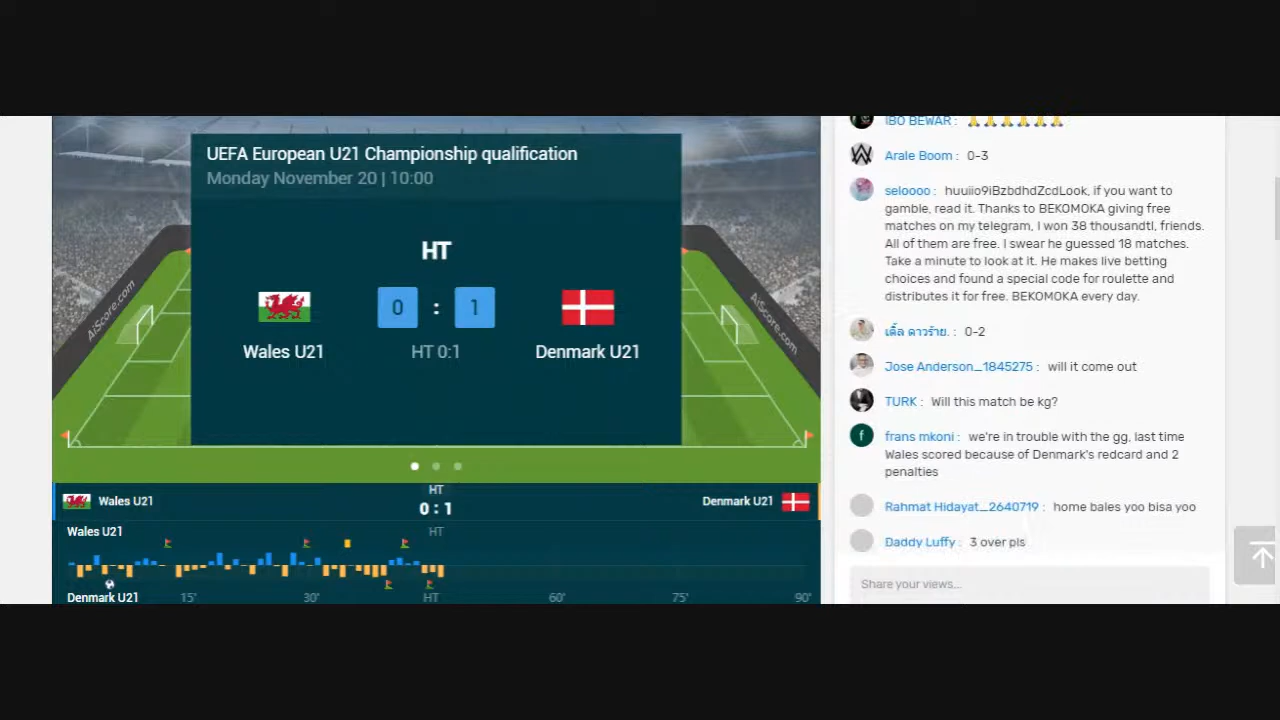 UEFA European U21 Championship qualification
Monday November 20 | 10:00
HT
0 : 1
Wales U21
HT 0:1
Denmark U21
AiScore.com
AiScore.com
Wales U21
HT
0 : 1
Denmark U21
Wales U21
HT
Denmark U21
15'
30'
HT
60'
75'
90'
IBO BEWAR : 🙏🙏🙏🙏🙏🙏
Arale Boom : 0-3
seloooo : huuiio9iBzbdhdZcdLook, if you want to
gamble, read it. Thanks to BEKOMOKA giving free
matches on my telegram, I won 38 thousandtl, friends.
All of them are free. I swear he guessed 18 matches.
Take a minute to look at it. He makes live betting
choices and found a special code for roulette and
distributes it for free. BEKOMOKA every day.
เติ้ล ดาวร้าย. : 0-2
Jose Anderson_1845275 : will it come out
TURK : Will this match be kg?
f
frans mkoni : we're in trouble with the gg, last time
Wales scored because of Denmark's redcard and 2
penalties
Rahmat Hidayat_2640719 : home bales yoo bisa yoo
Daddy Luffy : 3 over pls
Share your views...